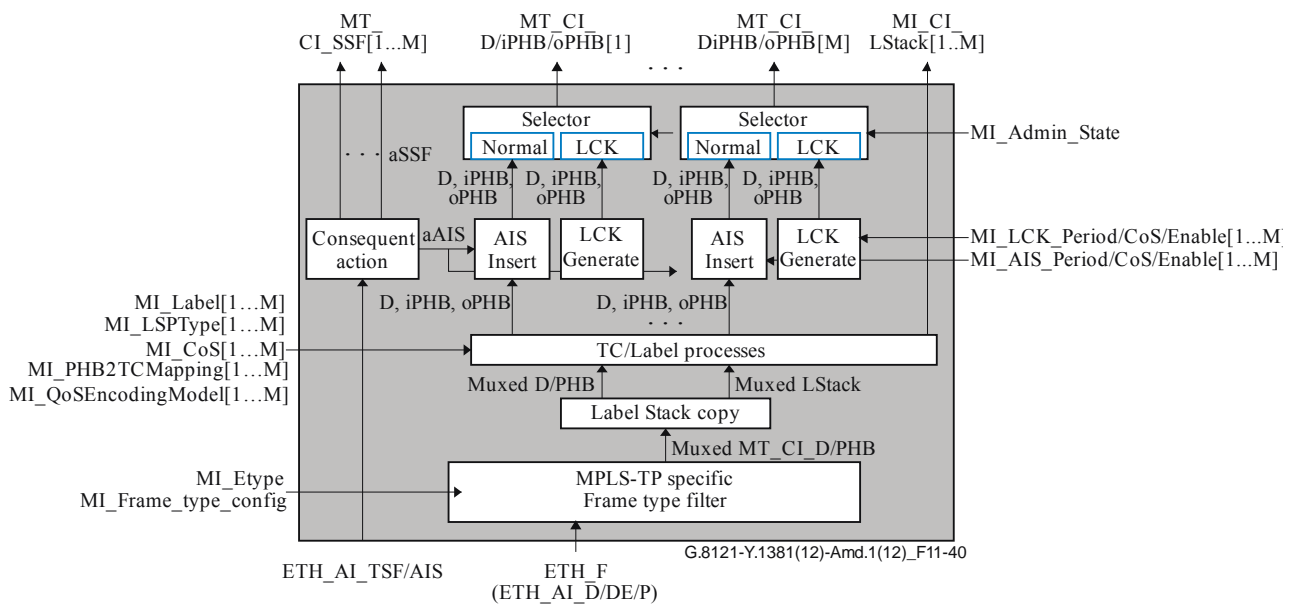 MT_
CI_SSF[1...M]
MT_CI_
D/iPHB/oPHB[1]
MT_CI_
DiPHB/oPHB[M]
MI_CI_
LStack[1..M]
. . .
Selector
Normal
LCK
Selector
Normal
LCK
MI_Admin_State
· · · aSSF
D, iPHB,
oPHB
D, iPHB,
oPHB
D, iPHB,
oPHB
D, iPHB,
oPHB
Consequent
action
aAIS
AIS
Insert
LCK
Generate
AIS
Insert
LCK
Generate
MI_LCK_Period/CoS/Enable[1...M]
MI_AIS_Period/CoS/Enable[1...M]
D, iPHB, oPHB
D, iPHB, oPHB
. . .
MI_Label[1...M]
MI_LSPType[1...M]
MI_CoS[1...M]
MI_PHB2TCMapping[1...M]
MI_QoSEncodingModel[1...M]
TC/Label processes
Muxed D/PHB
Muxed LStack
Label Stack copy
Muxed MT_CI_D/PHB
MI_Etype
MI_Frame_type_config
MPLS-TP specific
Frame type filter
G.8121-Y.1381(12)-Amd.1(12)_F11-40
ETH_AI_TSF/AIS
ETH_F
(ETH_AI_D/DE/P)